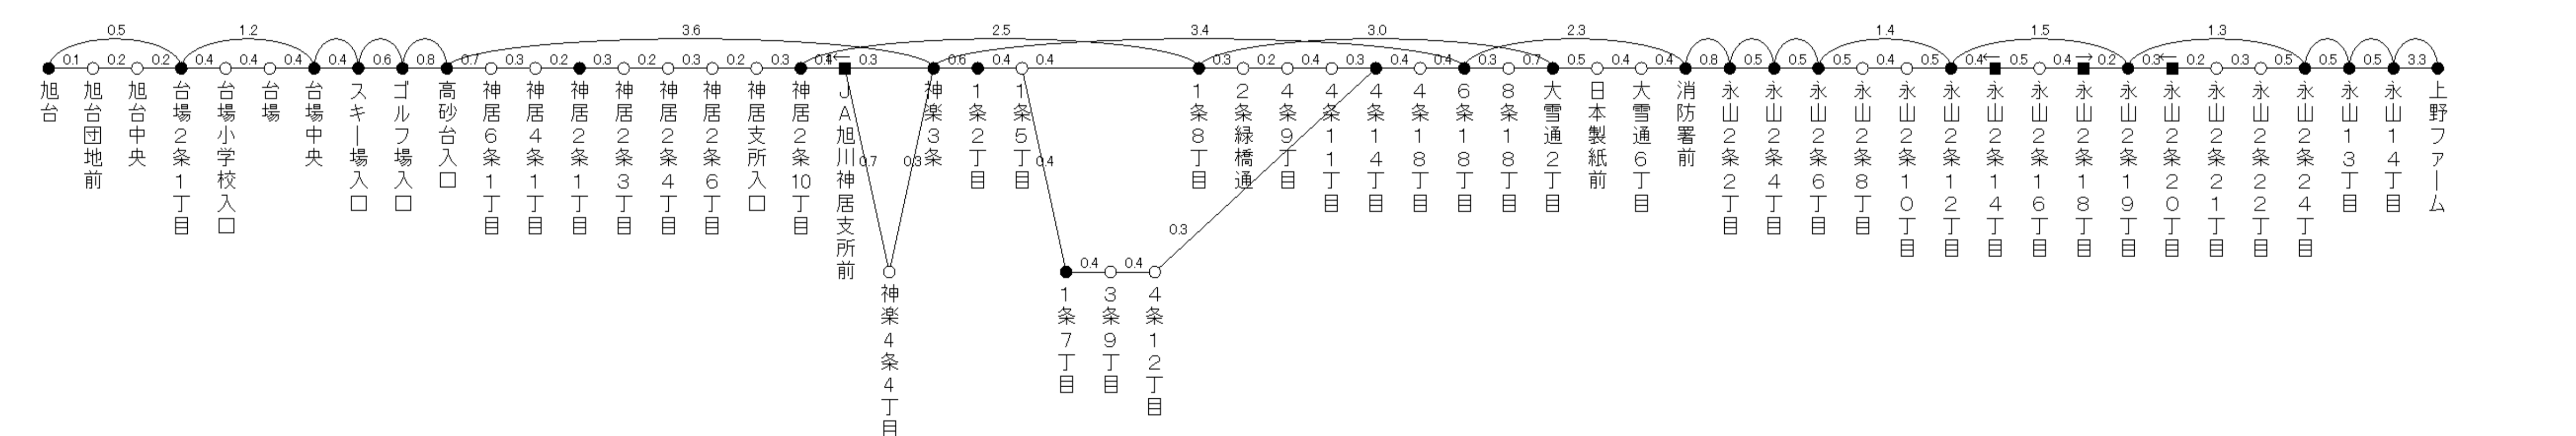 0.5 1.2 3.6 2.5 3.4 3.0 2.3 1.4 1.5 1.3
0.1 0.2 0.2 0.4 0.4 0.4 0.4 0.6 0.8 0.7 0.3 0.2 0.3 0.2 0.3 0.2 0.3 ← 0.3 0.6 0.4 0.4 0.3 0.2 0.4 0.3 0.4 0.4 0.3 0.7 0.5 0.4 0.4 0.8 0.5 0.5 0.5 0.4 0.5 0.4 ← 0.5 0.4 → 0.2 0.3 ← 0.2 0.3 0.5 0.5 0.5 3.3
旭台
旭台団地前
旭台中央
台場2条1丁目
台場小学校入口
台場
台場中央
スキー場入口
ゴルフ場入口
高砂台入口
神居6条1丁目
神居4条1丁目
神居2条1丁目
神居2条3丁目
神居2条4丁目
神居2条6丁目
神居支所入口
神居2条10丁目
JA旭川神居支所前
神楽3条
1条2丁目
1条5丁目
1条8丁目
2条緑橋通
4条9丁目
4条11丁目
4条14丁目
4条18丁目
6条18丁目
8条18丁目
大雪通2丁目
日本製紙前
大雪通6丁目
消防署前
永山2条2丁目
永山2条4丁目
永山2条6丁目
永山2条8丁目
永山2条10丁目
永山2条12丁目
永山2条14丁目
永山2条16丁目
永山2条18丁目
永山2条19丁目
永山2条20丁目
永山2条21丁目
永山2条22丁目
永山2条24丁目
永山13丁目
永山14丁目
上野ファーム
0.7 0.3 0.4
0.3
0.4 0.4
神楽4条4丁目
1条7丁目
3条9丁目
4条12丁目